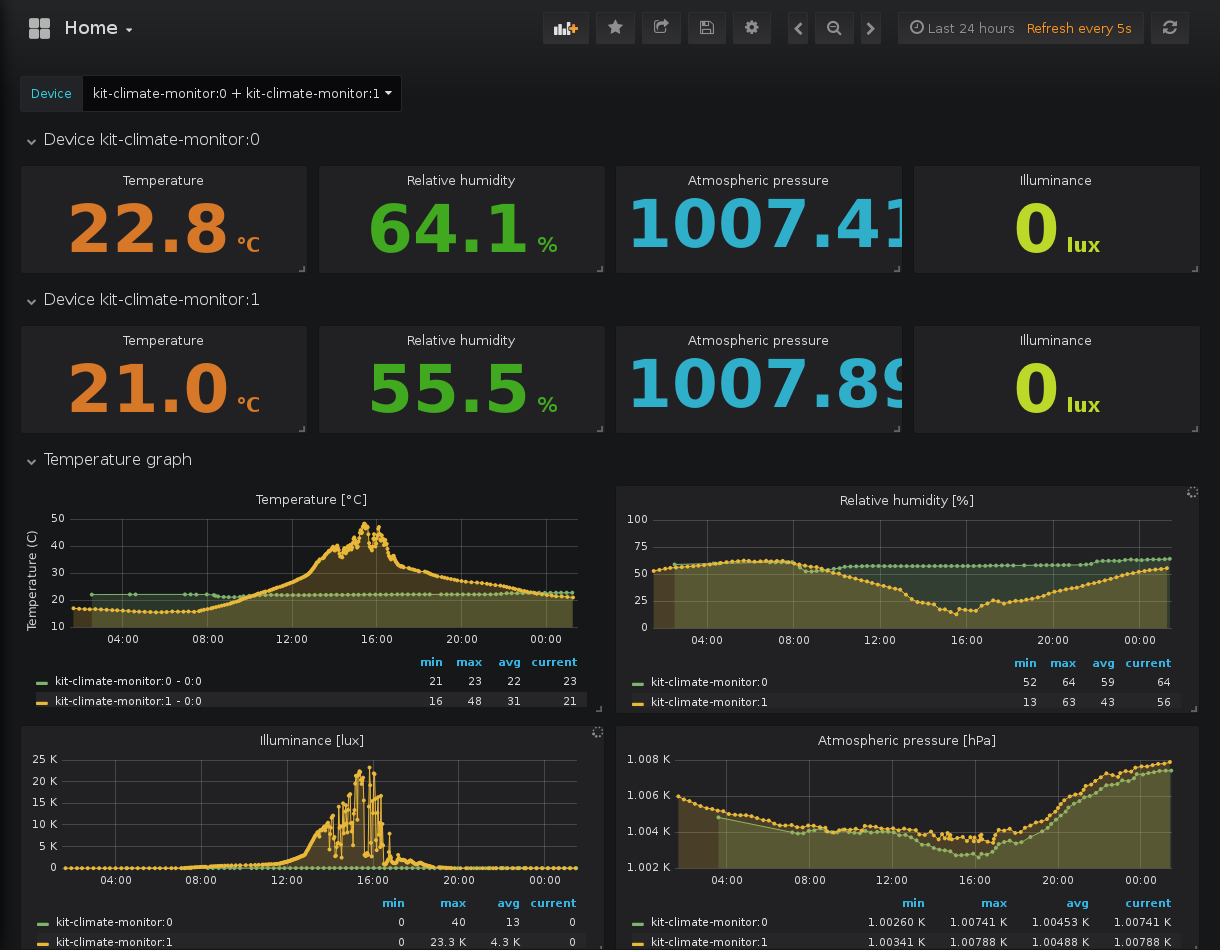 Home
Last 24 hours Refresh every 5s
Device kit-climate-monitor:0 + kit-climate-monitor:1
Device kit-climate-monitor:0
Temperature Relative humidity Atmospheric pressure Illuminance
22.8 °C 64.1 % 1007.41 0 lux
Device kit-climate-monitor:1
Temperature Relative humidity Atmospheric pressure Illuminance
21.0 °C 55.5 % 1007.89 0 lux
Temperature graph
Temperature [°C]
Temperature (C)
50
40
30
20
10
04:00 08:00 12:00 16:00 20:00 00:00
min max avg current
kit-climate-monitor:0 - 0:0 21 23 22 23
kit-climate-monitor:1 - 0:0 16 48 31 21
Relative humidity [%]
100
75
50
25
0
04:00 08:00 12:00 16:00 20:00 00:00
min max avg current
kit-climate-monitor:0 52 64 59 64
kit-climate-monitor:1 13 63 43 56
Illuminance [lux]
25 K
20 K
15 K
10 K
5 K
0
04:00 08:00 12:00 16:00 20:00 00:00
min max avg current
kit-climate-monitor:0 0 40 13 0
kit-climate-monitor:1 0 23.3 K 4.3 K 0
Atmospheric pressure [hPa]
1.008 K
1.006 K
1.004 K
1.002 K
04:00 08:00 12:00 16:00 20:00 00:00
min max avg current
kit-climate-monitor:0 1.00260 K 1.00741 K 1.00453 K 1.00741 K
kit-climate-monitor:1 1.00341 K 1.00788 K 1.00488 K 1.00788 K